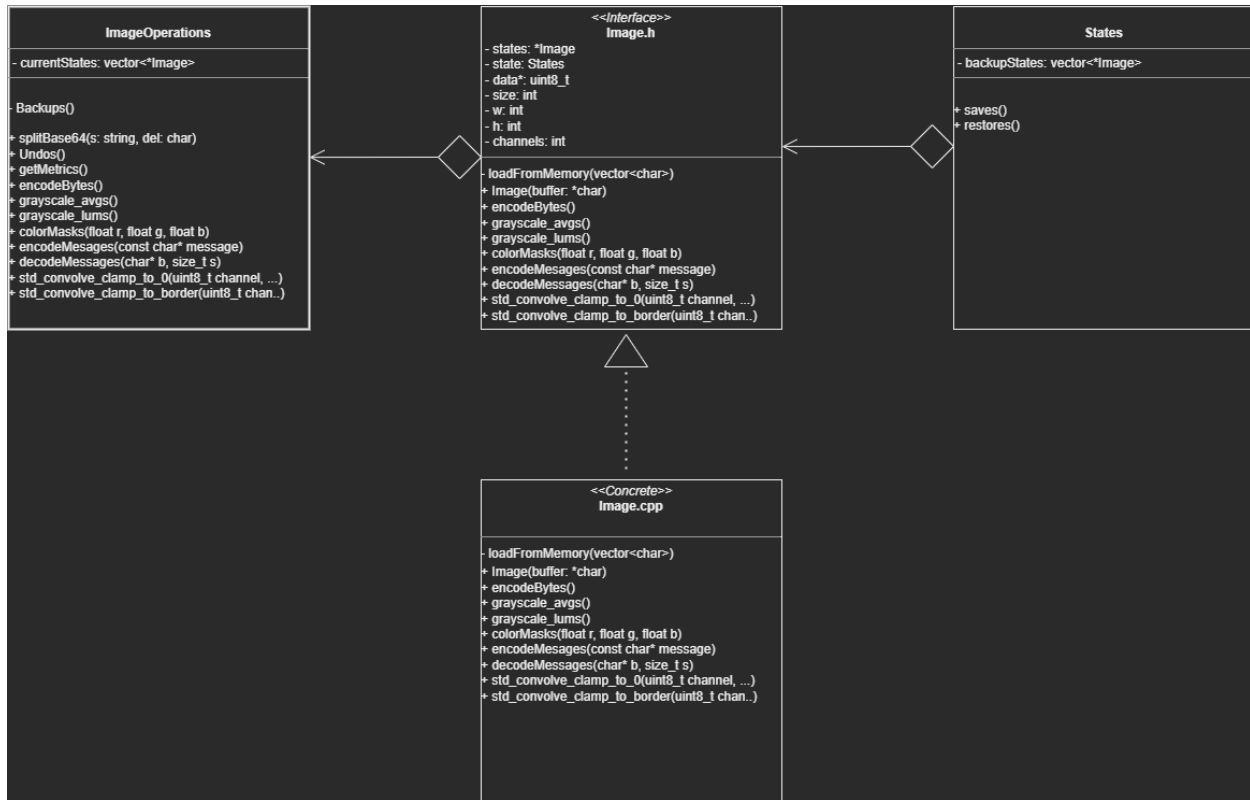 ImageOperations
- currentStates: vector<*Image>
- Backups()
+ splitBase64(s: string, del: char)
+ Undos()
+ getMetrics()
+ encodeBytes()
+ grayscale_avgs()
+ grayscale_lums()
+ colorMasks(float r, float g, float b)
+ encodeMesages(const char* message)
+ decodeMessages(char* b, size_t s)
+ std_convolve_clamp_to_0(uint8_t channel, ...)
+ std_convolve_clamp_to_border(uint8_t chan..)
<<Interface>>
Image.h
- states: *Image
- state: States
- data*: uint8_t
- size: int
- w: int
- h: int
- channels: int
- loadFromMemory(vector<char>)
+ Image(buffer: *char)
+ encodeBytes()
+ grayscale_avgs()
+ grayscale_lums()
+ colorMasks(float r, float g, float b)
+ encodeMesages(const char* message)
+ decodeMessages(char* b, size_t s)
+ std_convolve_clamp_to_0(uint8_t channel, ...)
+ std_convolve_clamp_to_border(uint8_t chan..)
States
- backupStates: vector<*Image>
+ saves()
+ restores()
<<Concrete>>
Image.cpp
- loadFromMemory(vector<char>)
+ Image(buffer: *char)
+ encodeBytes()
+ grayscale_avgs()
+ grayscale_lums()
+ colorMasks(float r, float g, float b)
+ encodeMesages(const char* message)
+ decodeMessages(char* b, size_t s)
+ std_convolve_clamp_to_0(uint8_t channel, ...)
+ std_convolve_clamp_to_border(uint8_t chan..)